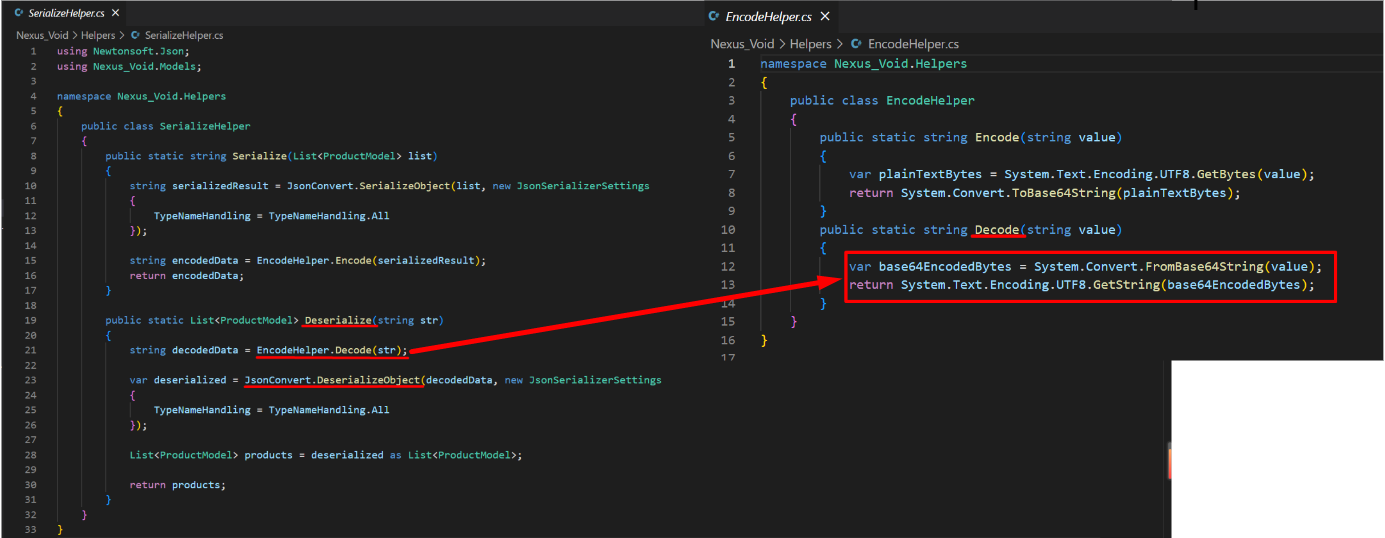 SerializeHelper.cs ×
Nexus_Void > Helpers > SerializeHelper.cs
1 using Newtonsoft.Json;
2 using Nexus_Void.Models;
3
4 namespace Nexus_Void.Helpers
5 {
6 public class SerializeHelper
7 {
8 public static string Serialize(List<ProductModel> list)
9 {
10 string serializedResult = JsonConvert.SerializeObject(list, new JsonSerializerSettings
11 {
12 TypeNameHandling = TypeNameHandling.All
13 });
14
15 string encodedData = EncodeHelper.Encode(serializedResult);
16 return encodedData;
17 }
18
19 public static List<ProductModel> Deserialize(string str)
20 {
21 string decodedData = EncodeHelper.Decode(str);
22
23 var deserialized = JsonConvert.DeserializeObject(decodedData, new JsonSerializerSettings
24 {
25 TypeNameHandling = TypeNameHandling.All
26 });
27
28 List<ProductModel> products = deserialized as List<ProductModel>;
29
30 return products;
31 }
32 }
33 }
EncodeHelper.cs ×
Nexus_Void > Helpers > EncodeHelper.cs
1 namespace Nexus_Void.Helpers
2 {
3 public class EncodeHelper
4 {
5 public static string Encode(string value)
6 {
7 var plainTextBytes = System.Text.Encoding.UTF8.GetBytes(value);
8 return System.Convert.ToBase64String(plainTextBytes);
9 }
10 public static string Decode(string value)
11 {
12 var base64EncodedBytes = System.Convert.FromBase64String(value);
13 return System.Text.Encoding.UTF8.GetString(base64EncodedBytes);
14 }
15 }
16 }
17